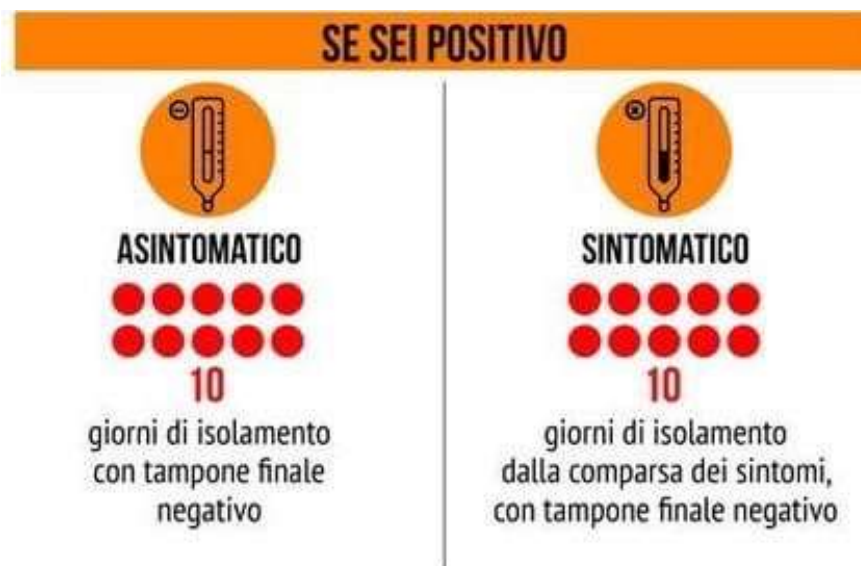 SE SEI POSITIVO
ASINTOMATICO
10
giorni di isolamento
con tampone finale
negativo
SINTOMATICO
10
giorni di isolamento
dalla comparsa dei sintomi,
con tampone finale negativo